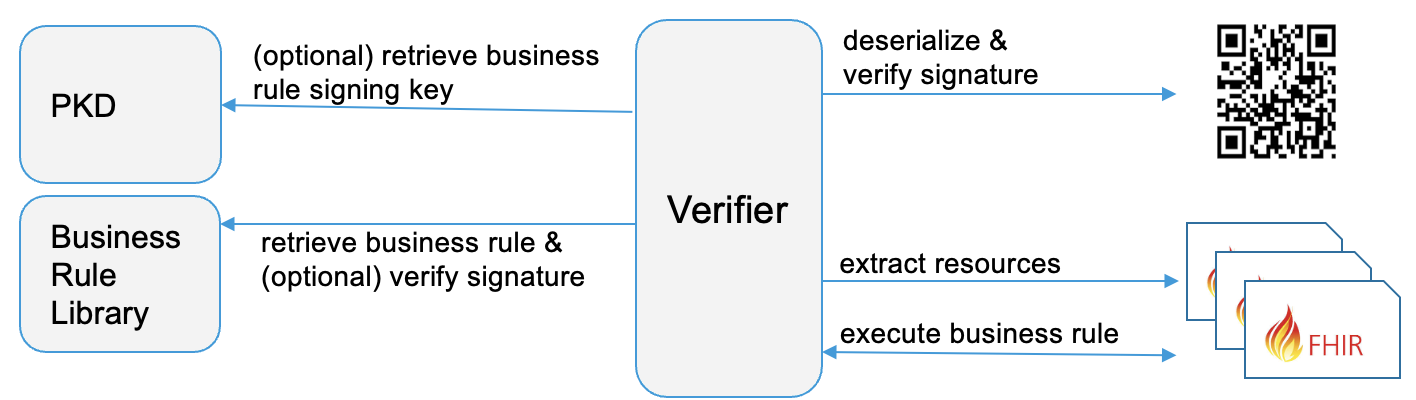 PKD
(optional) retrieve business
rule signing key
Business
Rule
Library
retrieve business rule &
(optional) verify signature
Verifier
deserialize &
verify signature
extract resources
execute business rule
FHIR